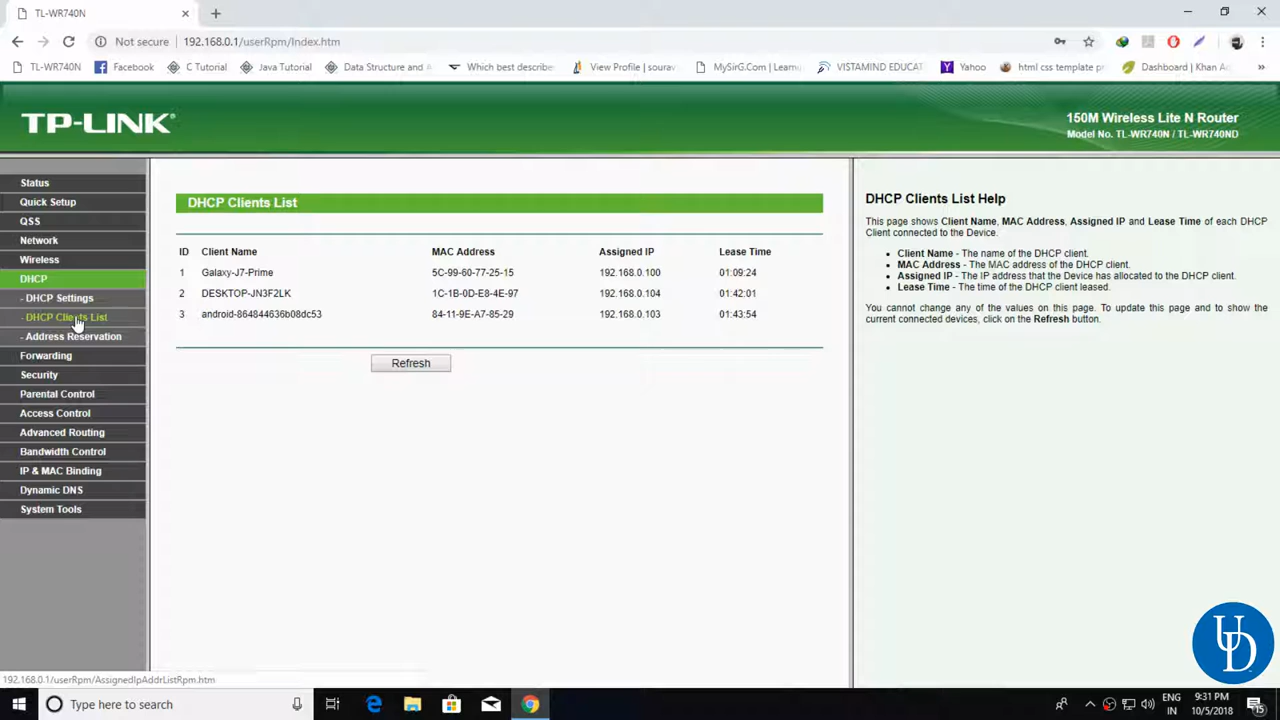 TL-WR740N
Not secure 192.168.0.1/userRpm/Index.htm
TL-WR740N Facebook C Tutorial Java Tutorial Data Structure and Which best describe View Profile | sourav MySirG.Com | Learn VISTAMIND EDUCAT Yahoo html css template pr Dashboard | Khan A »
TP-LINK®
150M Wireless Lite N Router
Model No. TL-WR740N / TL-WR740ND
Status
Quick Setup
QSS
Network
Wireless
DHCP
- DHCP Settings
- DHCP Clients List
- Address Reservation
Forwarding
Security
Parental Control
Access Control
Advanced Routing
Bandwidth Control
IP & MAC Binding
Dynamic DNS
System Tools
DHCP Clients List
ID Client Name MAC Address Assigned IP Lease Time
1 Galaxy-J7-Prime 5C-99-60-77-25-15 192.168.0.100 01:09:24
2 DESKTOP-JN3F2LK 1C-1B-0D-E8-4E-97 192.168.0.104 01:42:01
3 android-864844636b08dc53 84-11-9E-A7-85-29 192.168.0.103 01:43:54
Refresh
DHCP Clients List Help
This page shows Client Name, MAC Address, Assigned IP and Lease Time of each DHCP
Client connected to the Device.
• Client Name - The name of the DHCP client.
• MAC Address - The MAC address of the DHCP client.
• Assigned IP - The IP address that the Device has allocated to the DHCP client.
• Lease Time - The time of the DHCP client leased.
You cannot change any of the values on this page. To update this page and to show the
current connected devices, click on the Refresh button.
UD
192.168.0.1/userRpm/AssignedIpAddrListRpm.htm
Type here to search
ENG
IN
9:31 PM
10/5/2018
15